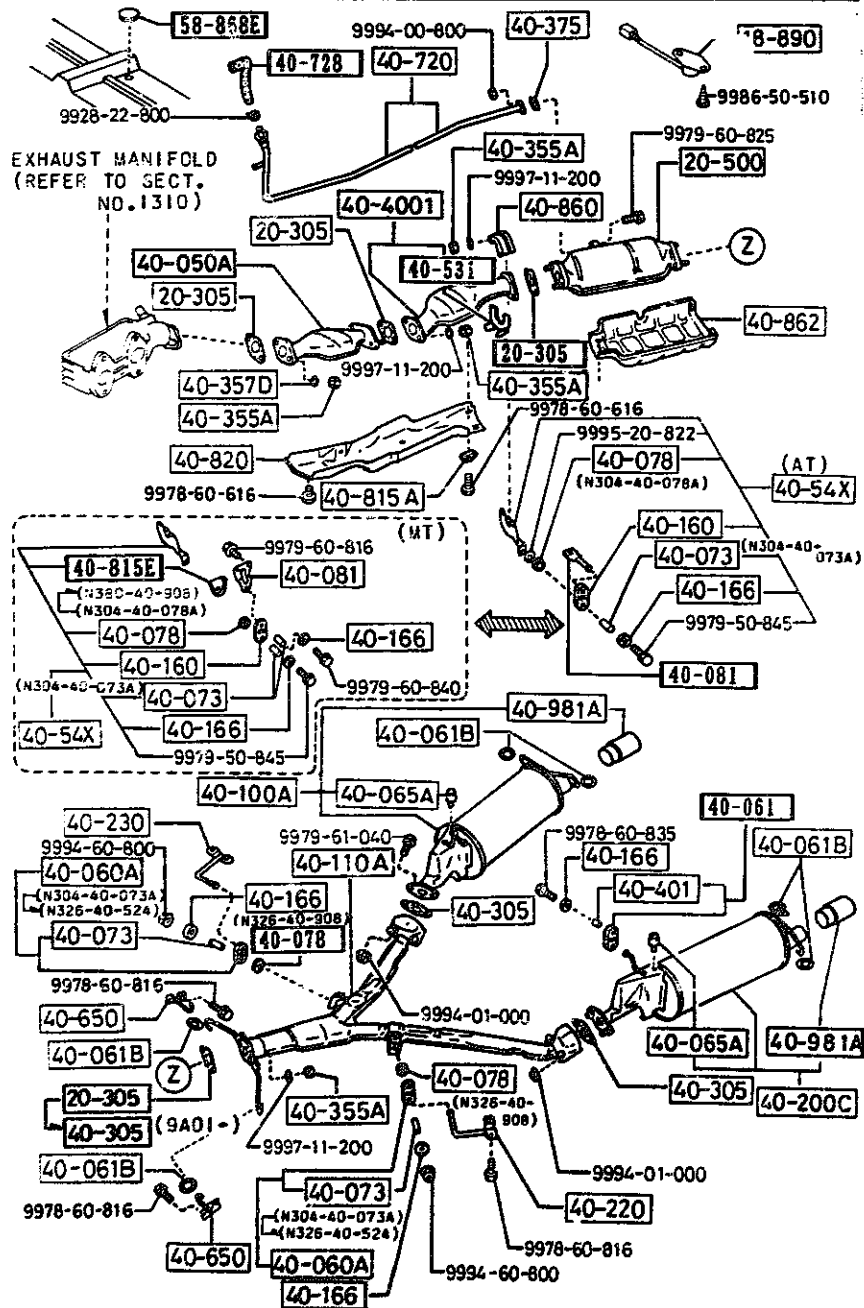 58-868E
9994-00-800
40-375
8-890
40-728
40-720
9928-22-800
9986-50-510
EXHAUST MANIFOLD
(REFER TO SECT.
NO.1310)
40-355A
9979-60-825
20-500
9997-11-200
40-4001
40-860
20-305
40-531
Z
40-050A
20-305
40-862
20-305
9997-11-200
40-357D
40-355A
40-355A
9978-60-616
9995-20-822
40-820
40-078
(AT)
(N304-40-078A)
40-54X
9978-60-616
40-815A
(MT)
9979-60-816
40-160
40-073
(N304-40-
073A)
40-815E
40-081
(N304-40-078A)
40-166
40-078
40-166
9979-50-845
40-160
(N304-40-073A)
40-073
9979-60-840
40-081
40-166
40-54X
9979-50-845
40-981A
40-061B
40-100A
40-065A
40-061
40-230
9979-61-040
9978-60-835
40-061B
9994-60-800
40-110A
40-166
40-060A
(N304-40-073A)
(N326-40-524)
40-166
40-401
40-305
(N326-40-908)
40-073
40-078
9978-60-816
9994-01-000
40-650
40-061B
40-065A
40-981A
Z
40-078
40-305
20-305
40-355A
(N326-40-
908)
40-200C
40-305
(9A01-)
9997-11-200
40-061B
9994-01-000
40-073
9978-60-816
40-220
(N304-40-073A)
(N326-40-524)
40-650
9978-60-816
40-060A
9994-60-800
40-166